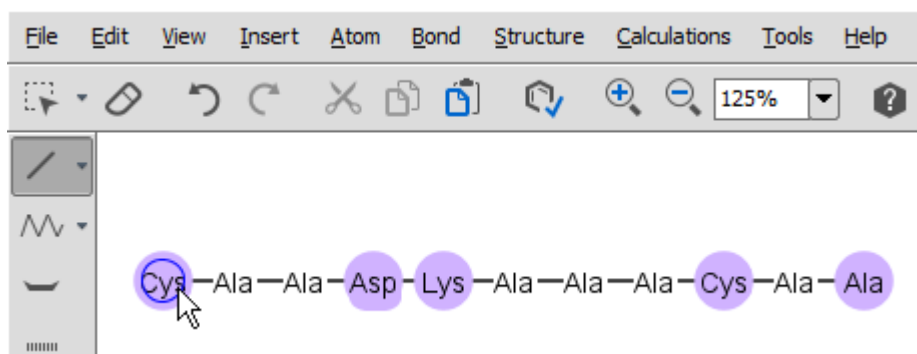 File Edit View Insert Atom Bond Structure Calculations Tools Help
125% ?
Cys Ala Ala Asp Lys Ala Ala Ala Cys Ala Ala